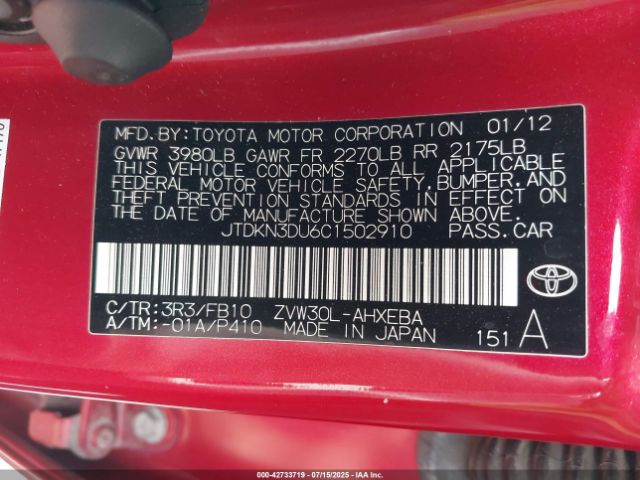 MFD.BY:TOYOTA MOTOR CORPORATION 01/12
GVWR 3980LB GAWR FR 2270LB RR 2175LB
THIS VEHICLE CONFORMS TO ALL APPLICABLE
FEDERAL MOTOR VEHICLE SAFETY,BUMPER,AND
THEFT PREVENTION STANDARDS IN EFFECT ON
THE DATE OF MANUFACTURE SHOWN ABOVE.
JTDKN3DU6C1502910 PASS.CAR
C/TR:3R3/FB10 ZVW30L-AHXEBA
A/TM:-01A/P410 MADE IN JAPAN 151 A
TOYOTA
000-42733719 07/15/2025 IAA